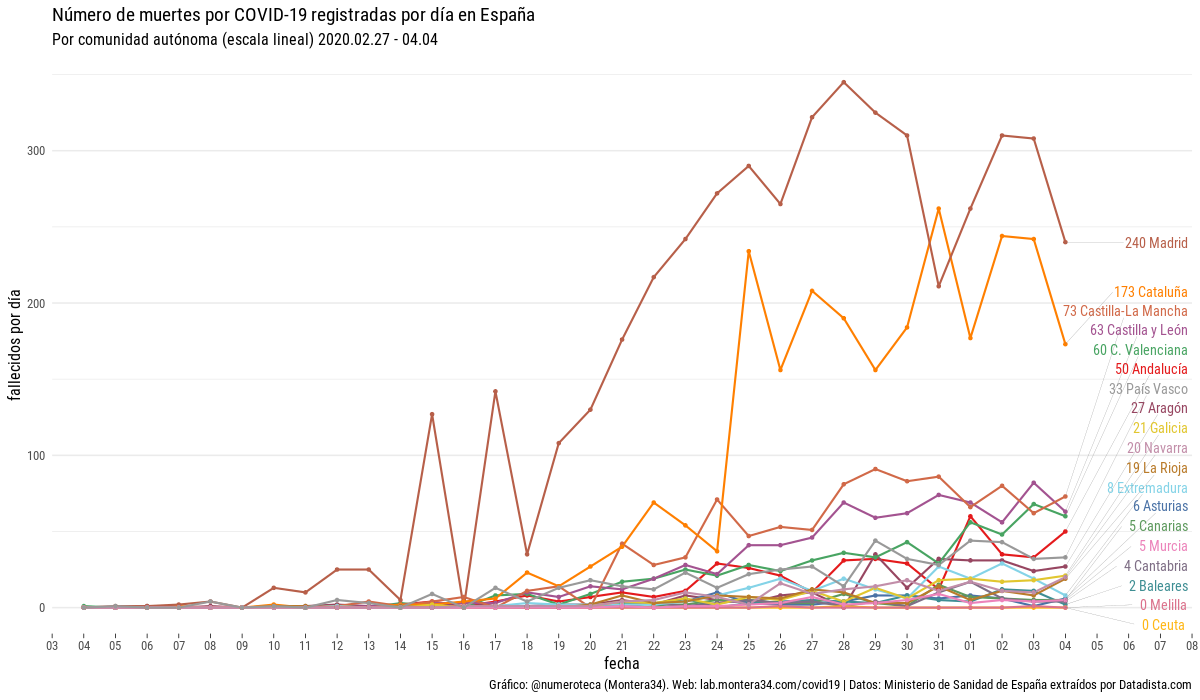 Número de muertes por COVID-19 registradas por día en España
Por comunidad autónoma (escala lineal) 2020.02.27 - 04.04
fallecidos por día
300
200
100
0
240 Madrid
173 Cataluña
73 Castilla-La Mancha
63 Castilla y León
60 C. Valenciana
50 Andalucía
33 País Vasco
27 Aragón
21 Galicia
20 Navarra
19 La Rioja
8 Extremadura
6 Asturias
5 Canarias
5 Murcia
4 Cantabria
2 Baleares
0 Melilla
0 Ceuta
03 04 05 06 07 08 09 10 11 12 13 14 15 16 17 18 19 20 21 22 23 24 25 26 27 28 29 30 31 01 02 03 04 05 06 07 08
fecha
Gráfico: @numeroteca (Montera34). Web: lab.montera34.com/covid19 | Datos: Ministerio de Sanidad de España extraídos por Datadista.com